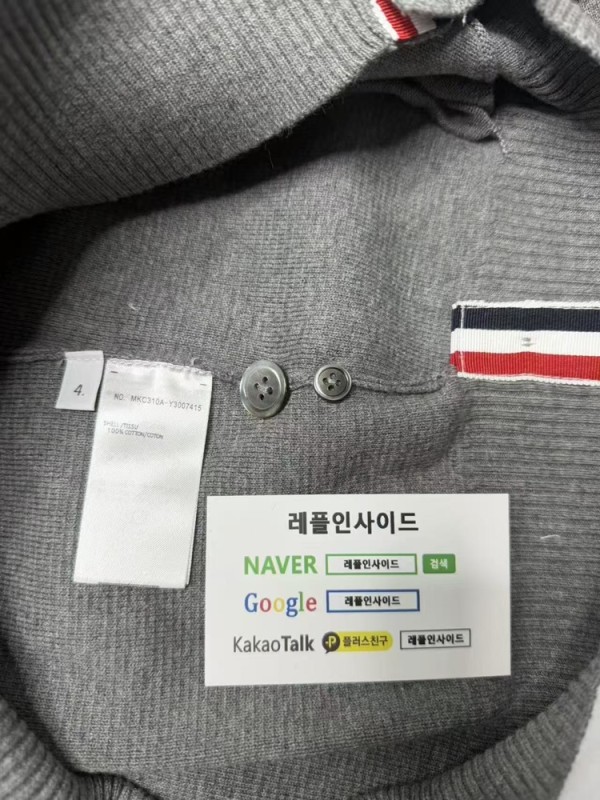 4.
RO MKC310A-Y3007415
SHELL/TISSU
100% COTTON/COTON
레플인사이드
NAVER 레플인사이드 검색
Google 레플인사이드
KakaoTalk P 플러스친구 레플인사이드